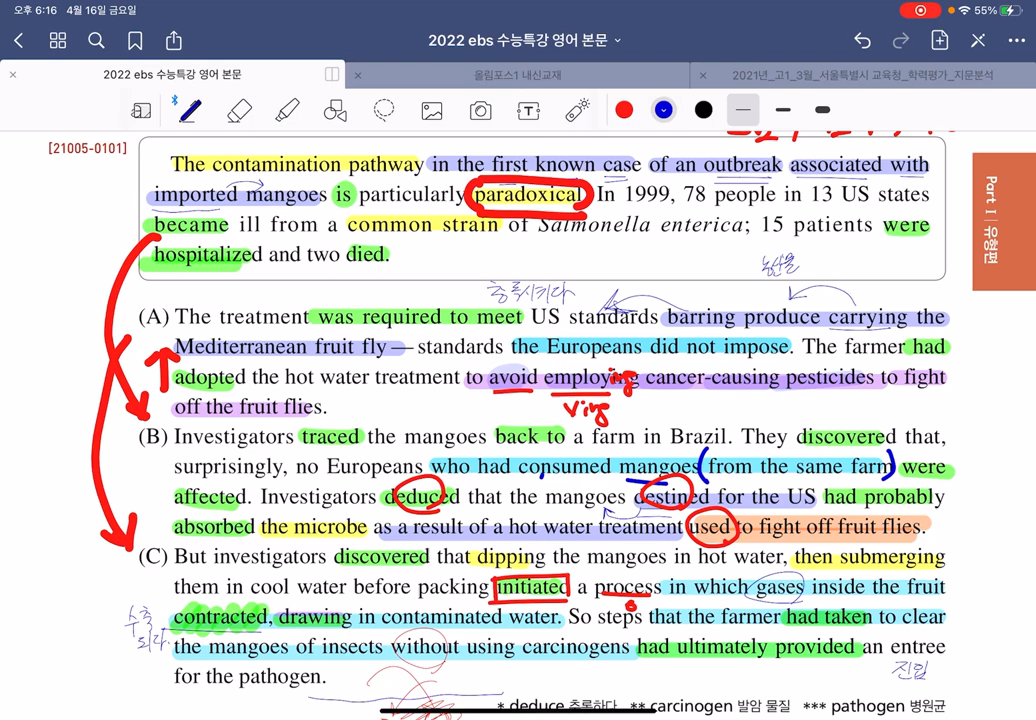 오후 6:16 4월 16일 금요일
55%
2022 ebs 수능특강 영어 본문
2022 ebs 수능특강 영어 본문
올림포스1 내신교재
2021년_고1_3월_서울특별시 교육청_학력평가_지문분석
[21005-0101]
The contamination pathway in the first known case of an outbreak associated with
imported mangoes is particularly paradoxical. In 1999, 78 people in 13 US states
became ill from a common strain of Salmonella enterica; 15 patients were
hospitalized and two died.
Part I 유형편
농산물
충족시키다
(A) The treatment was required to meet US standards barring produce carrying the
Mediterranean fruit fly — standards the Europeans did not impose. The farmer had
adopted the hot water treatment to avoid employing cancer-causing pesticides to fight
off the fruit flies.
Ving
(B) Investigators traced the mangoes back to a farm in Brazil. They discovered that,
surprisingly, no Europeans who had consumed mangoes (from the same farm) were
affected. Investigators deduced that the mangoes destined for the US had probably
absorbed the microbe as a result of a hot water treatment used to fight off fruit flies.
(C) But investigators discovered that dipping the mangoes in hot water, then submerging
them in cool water before packing initiated a process in which gases inside the fruit
contracted, drawing in contaminated water. So steps that the farmer had taken to clear
수축
되다.
the mangoes of insects without using carcinogens had ultimately provided an entree
진입
for the pathogen.
* deduce 추론하다 ** carcinogen 발암 물질 *** pathogen 병원균